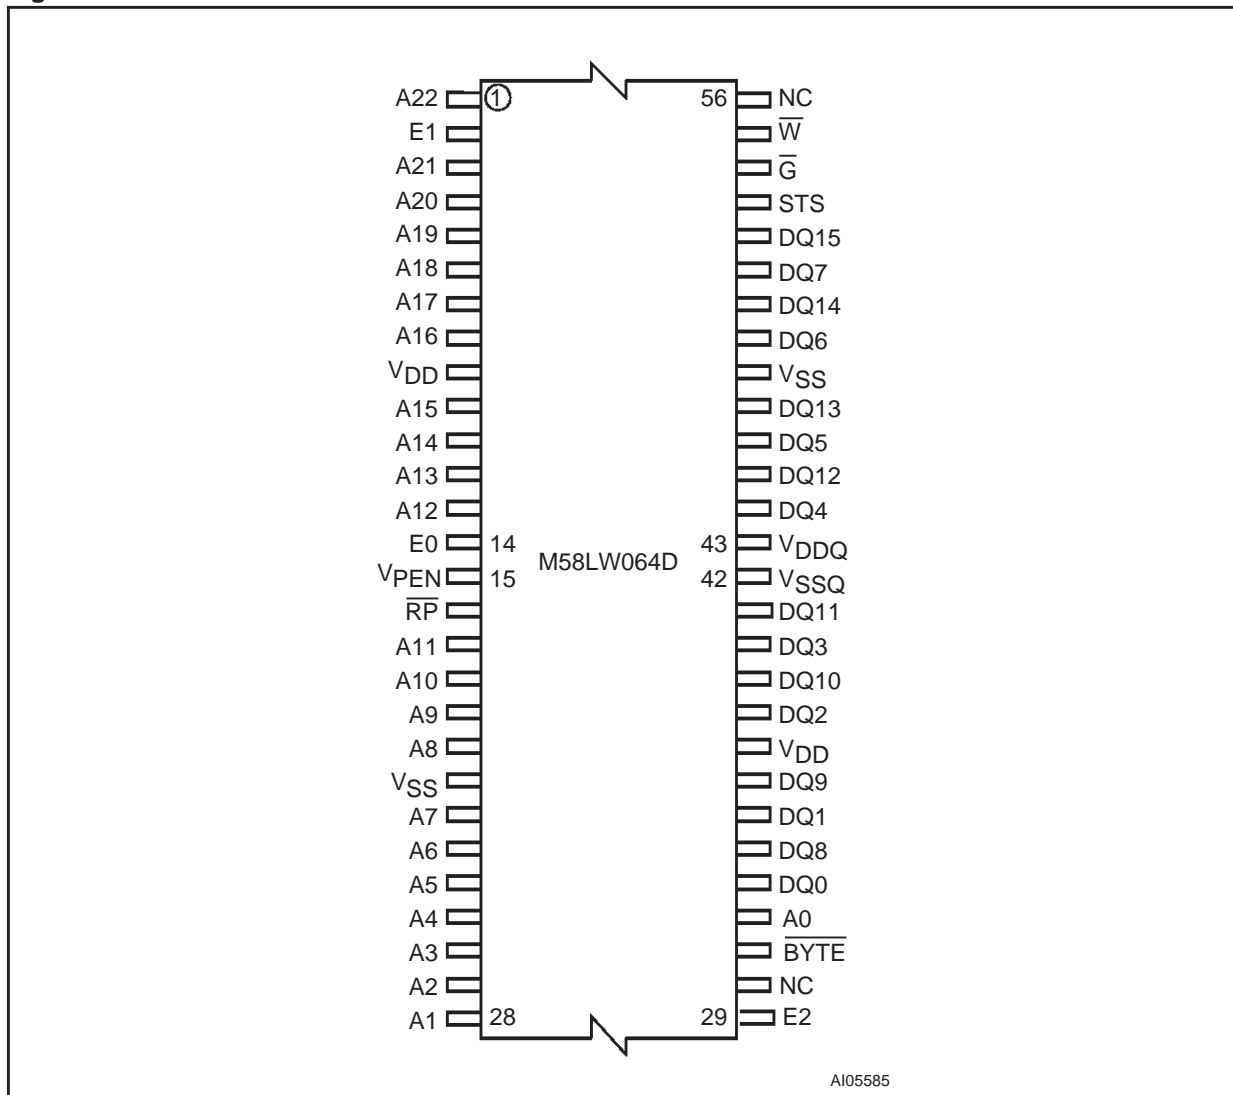 A22 1 56 NC
E1 W̅
A21 G̅
A20 STS
A19 DQ15
A18 DQ7
A17 DQ14
A16 DQ6
VDD VSS
A15 DQ13
A14 DQ5
A13 DQ12
A12 DQ4
E0 14 43 VDDQ
M58LW064D
VPEN 15 42 VSSQ
R̅P̅ DQ11
A11 DQ3
A10 DQ10
A9 DQ2
A8 VDD
VSS DQ9
A7 DQ1
A6 DQ8
A5 DQ0
A4 A0
A3 B̅Y̅T̅E̅
A2 NC
A1 28 29 E2
AI05585